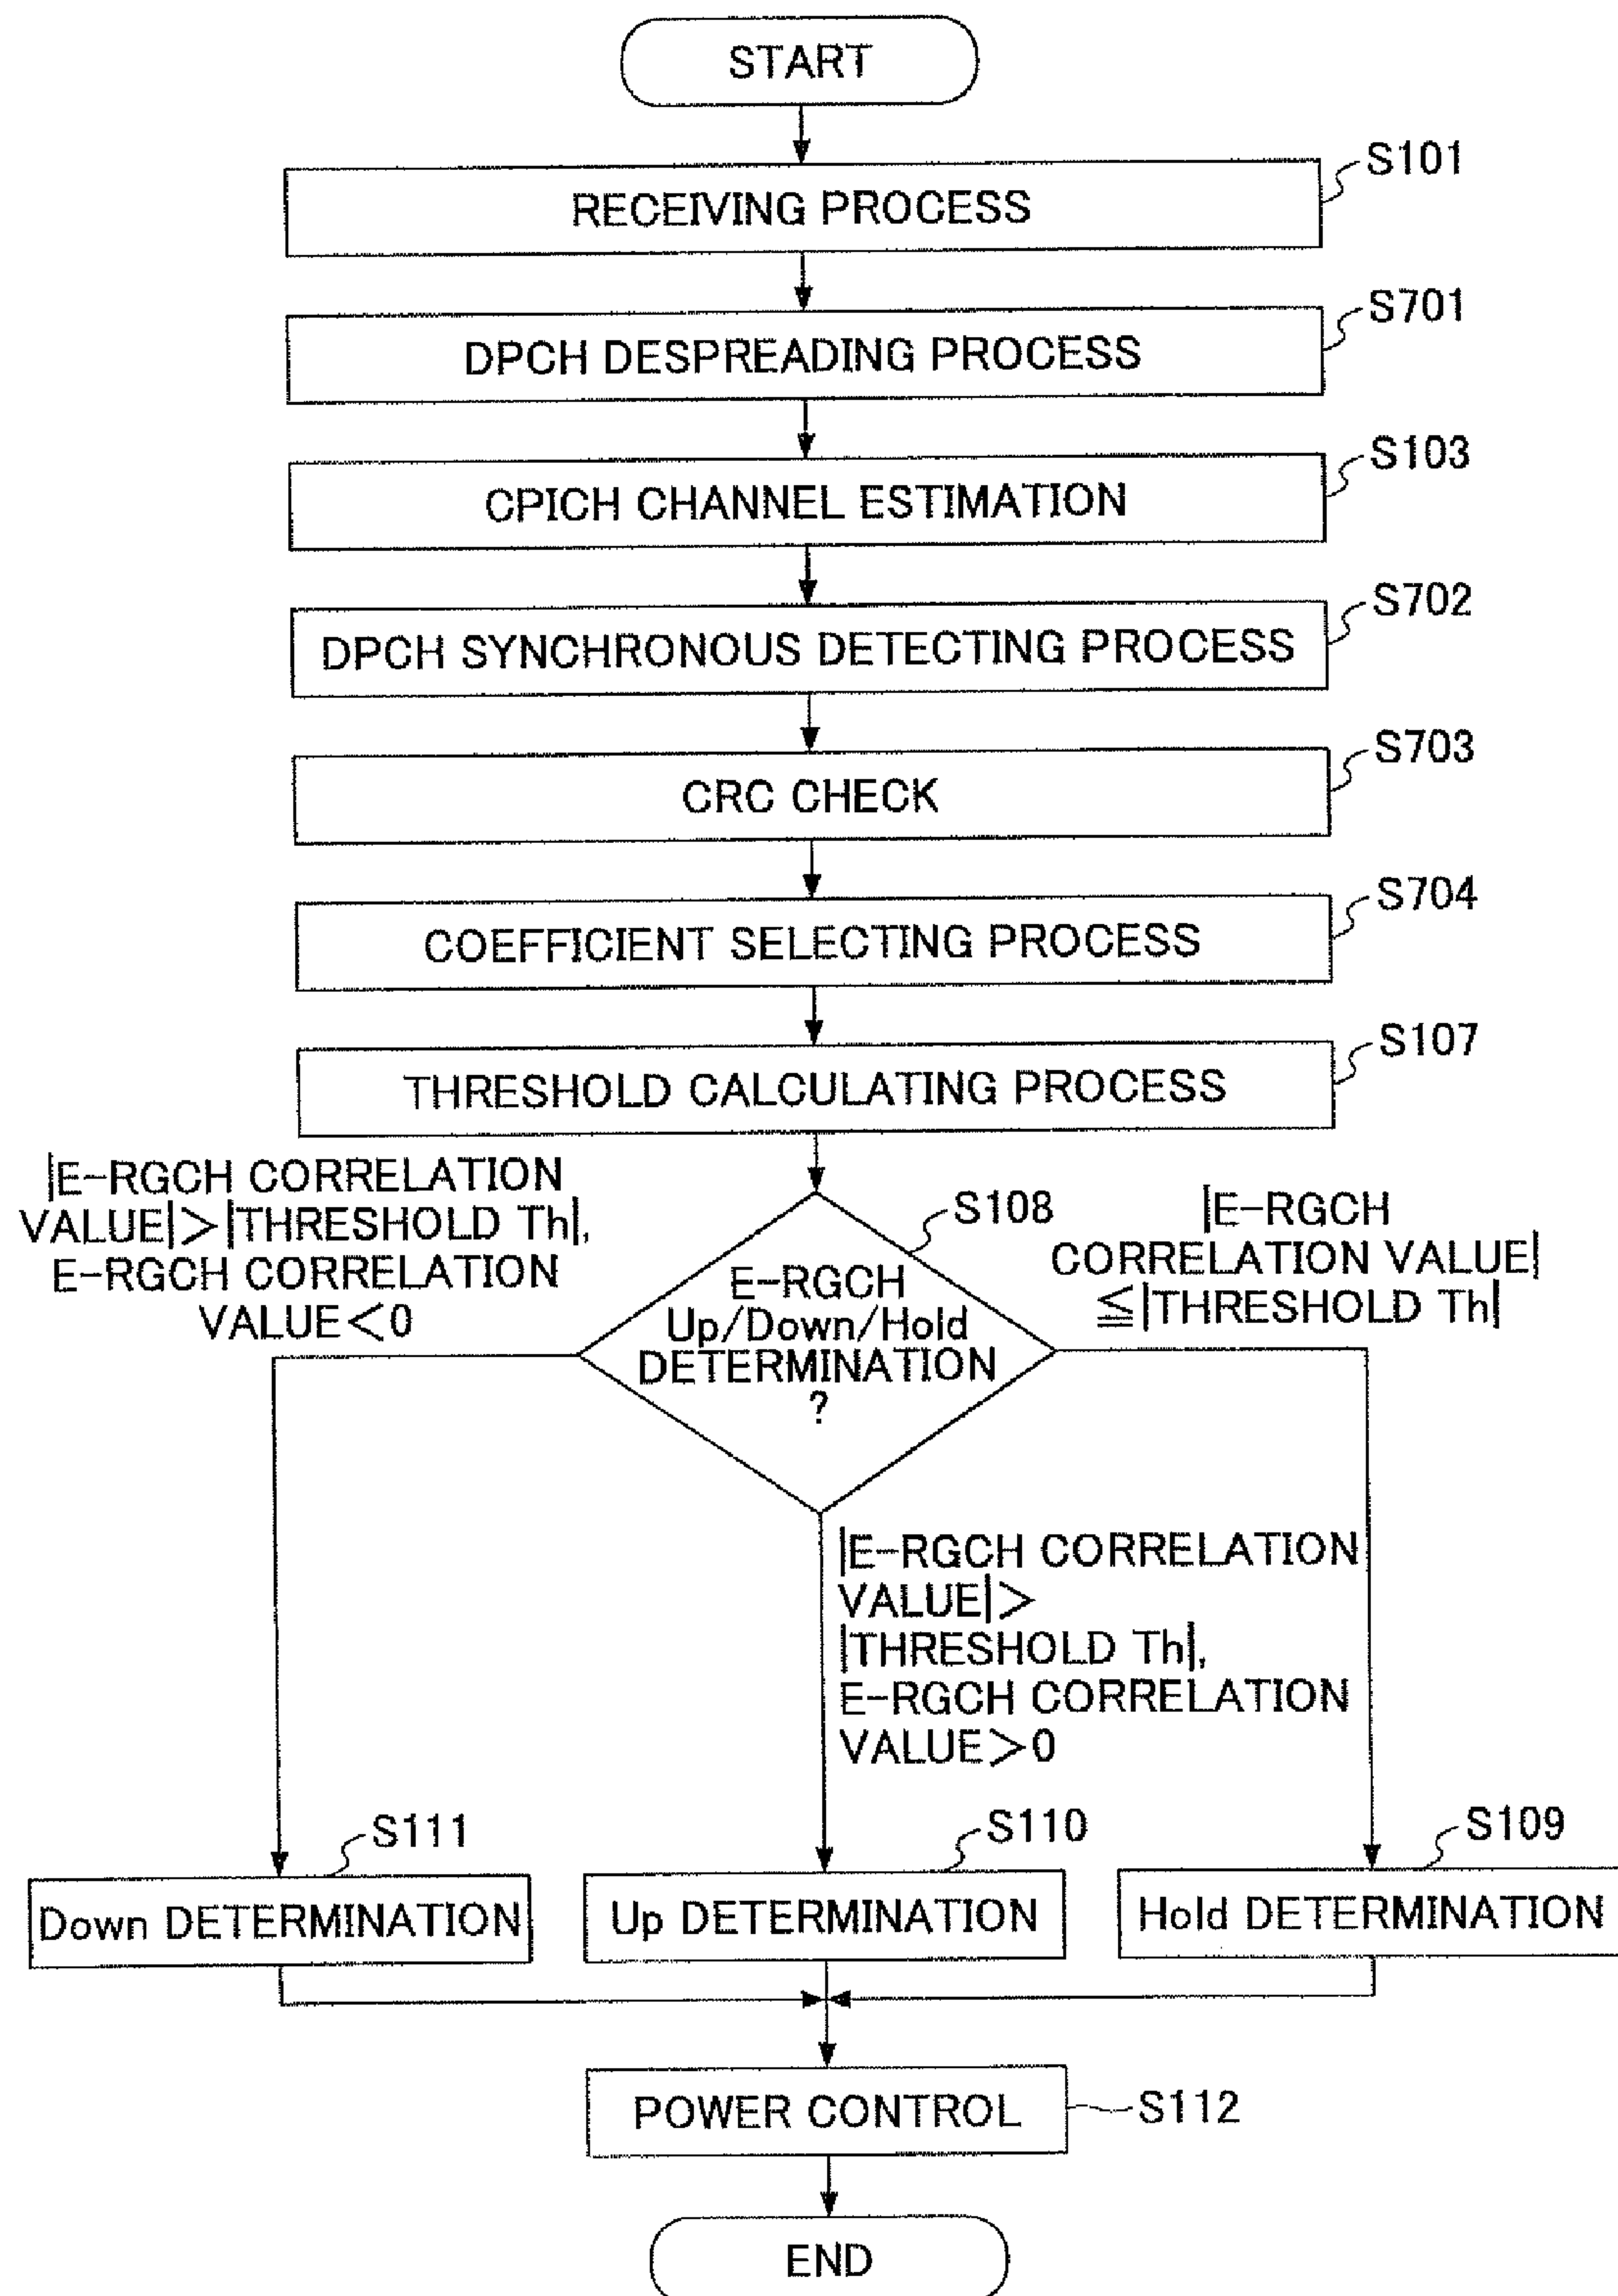 START
S101
RECEIVING PROCESS
S701
DPCH DESPREADING PROCESS
S103
CPICH CHANNEL ESTIMATION
S702
DPCH SYNCHRONOUS DETECTING PROCESS
S703
CRC CHECK
S704
COEFFICIENT SELECTING PROCESS
S107
THRESHOLD CALCULATING PROCESS
|E-RGCH CORRELATION
VALUE|>|THRESHOLD Th|,
E-RGCH CORRELATION
VALUE<0
S108
E-RGCH
Up/Down/Hold
DETERMINATION
?
|E-RGCH
CORRELATION VALUE|
≦|THRESHOLD Th|
|E-RGCH CORRELATION
VALUE|>
|THRESHOLD Th|,
E-RGCH CORRELATION
VALUE>0
S111
Down DETERMINATION
S110
Up DETERMINATION
S109
Hold DETERMINATION
POWER CONTROL
S112
END